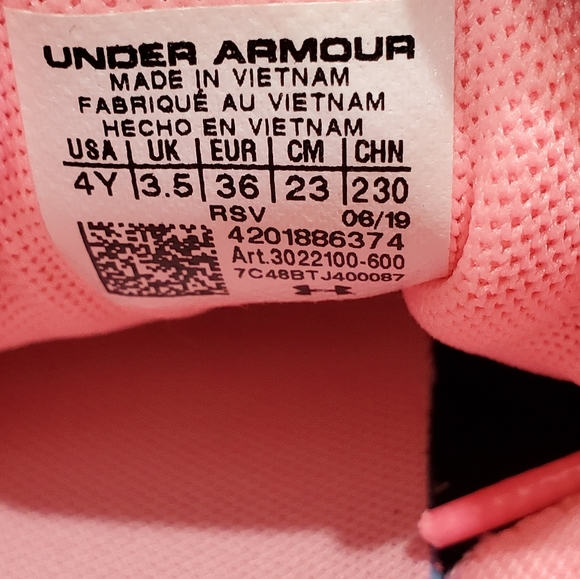 UNDER ARMOUR
MADE IN VIETNAM
FABRIQUÉ AU VIETNAM
HECHO EN VIETNAM
USA | UK | EUR | CM | CHN
4Y | 3.5 | 36 | 23 | 230
RSV 06/19
4201886374
Art.3022100-600
7C48BTJ400087